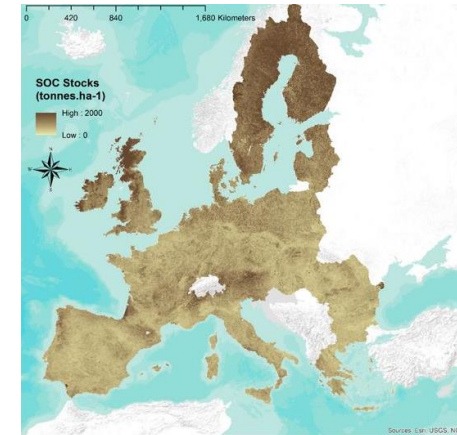 0 420 840 1,680 Kilometers
SOC Stocks
(tonnes.ha-1)
High : 2000
Low : 0
N
Sources: Esri, USGS,